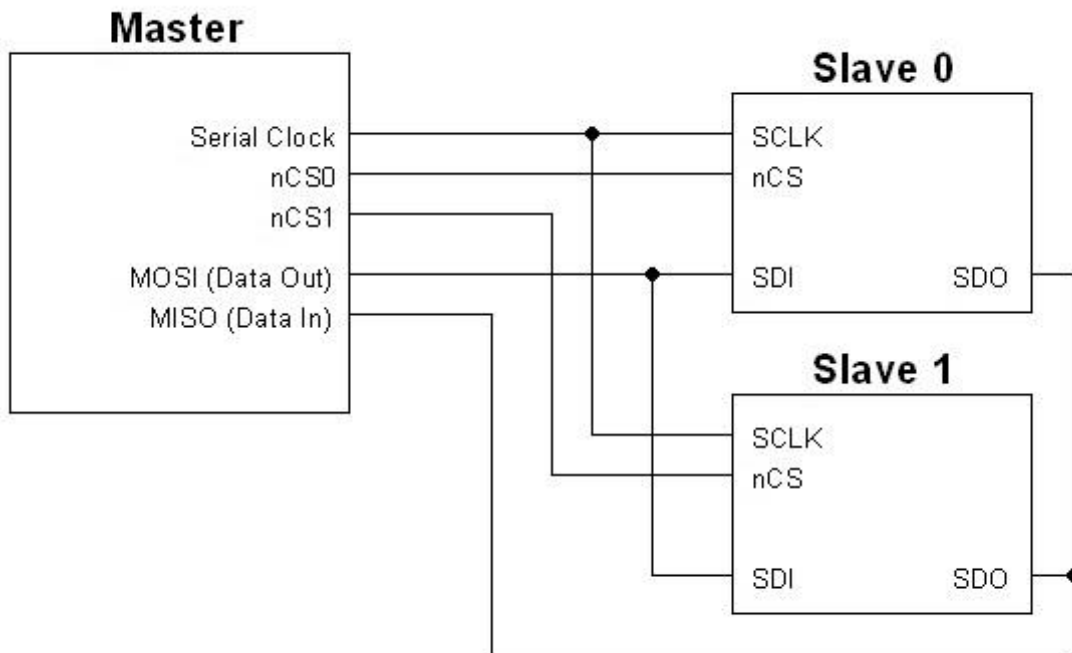 Master
Serial Clock
nCS0
nCS1
MOSI (Data Out)
MISO (Data In)
Slave 0
SCLK
nCS
SDI SDO
Slave 1
SCLK
nCS
SDI SDO